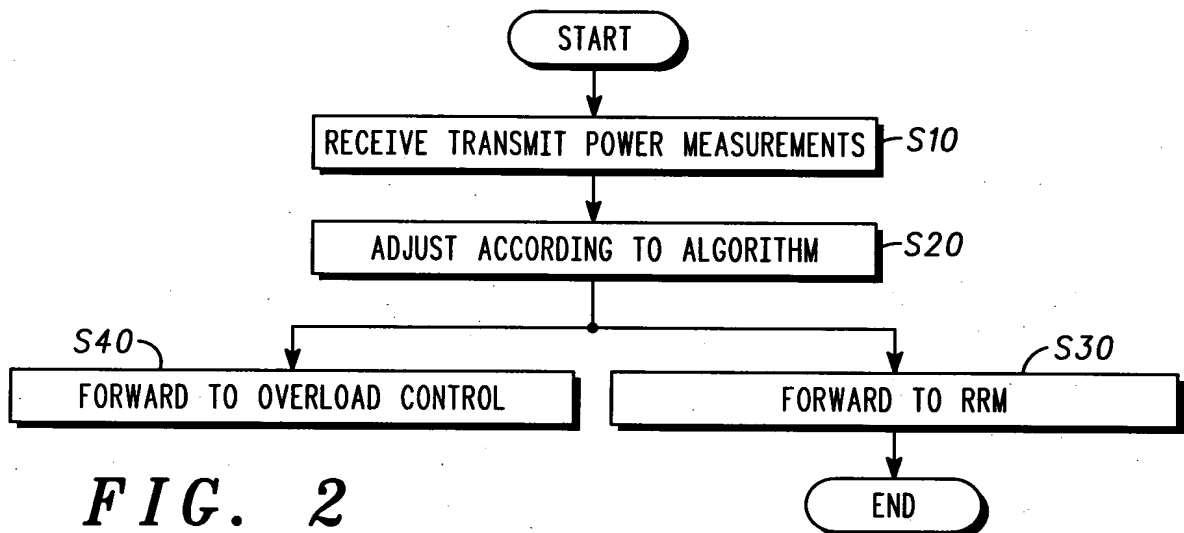 START
RECEIVE TRANSMIT POWER MEASUREMENTS
S10
ADJUST ACCORDING TO ALGORITHM
S20
S40
S30
FORWARD TO OVERLOAD CONTROL
FORWARD TO RRM
END
FIG. 2